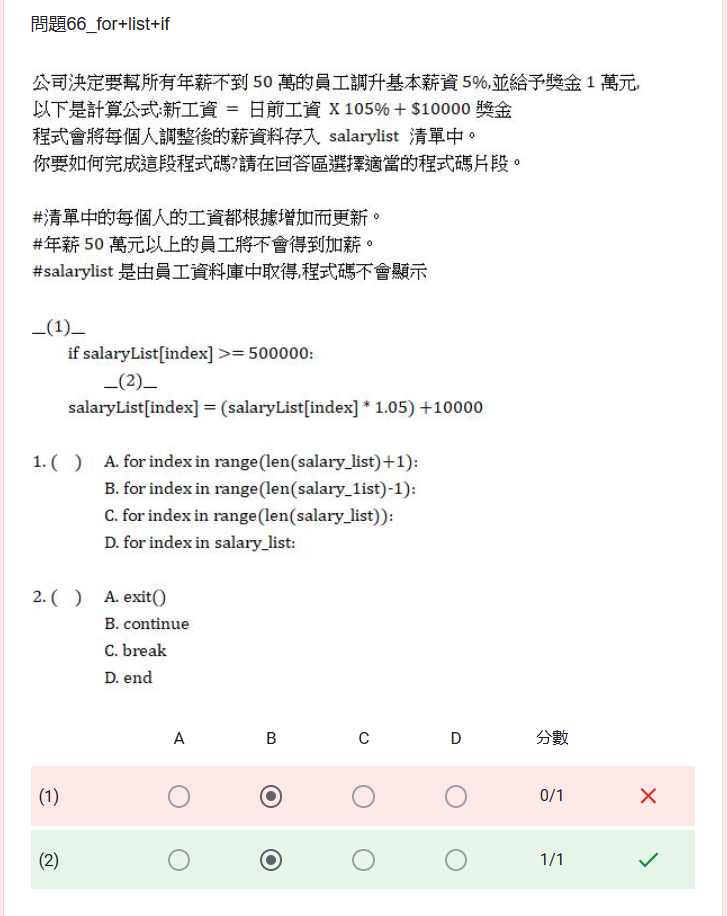 問題66_for+list+if
公司決定要幫所有年薪不到 50 萬的員工調升基本薪資 5%,並給予獎金 1 萬元,
以下是計算公式:新工資 = 日前工資 X 105% + $10000 獎金
程式會將每個人調整後的薪資料存入 salarylist 清單中。
你要如何完成這段程式碼?請在回答區選擇適當的程式碼片段。
#清單中的每個人的工資都根據增加而更新。
#年薪 50 萬元以上的員工將不會得到加薪。
#salarylist 是由員工資料庫中取得,程式碼不會顯示
_(1)_
if salaryList[index] >= 500000:
_(2)_
salaryList[index] = (salaryList[index] * 1.05) +10000
1. ( ) A. for index in range(len(salary_list)+1):
B. for index in range(len(salary_1ist)-1):
C. for index in range(len(salary_list)):
D. for index in salary_list:
2. ( ) A. exit()
B. continue
C. break
D. end
A B C D 分數
(1) 0/1
(2) 1/1